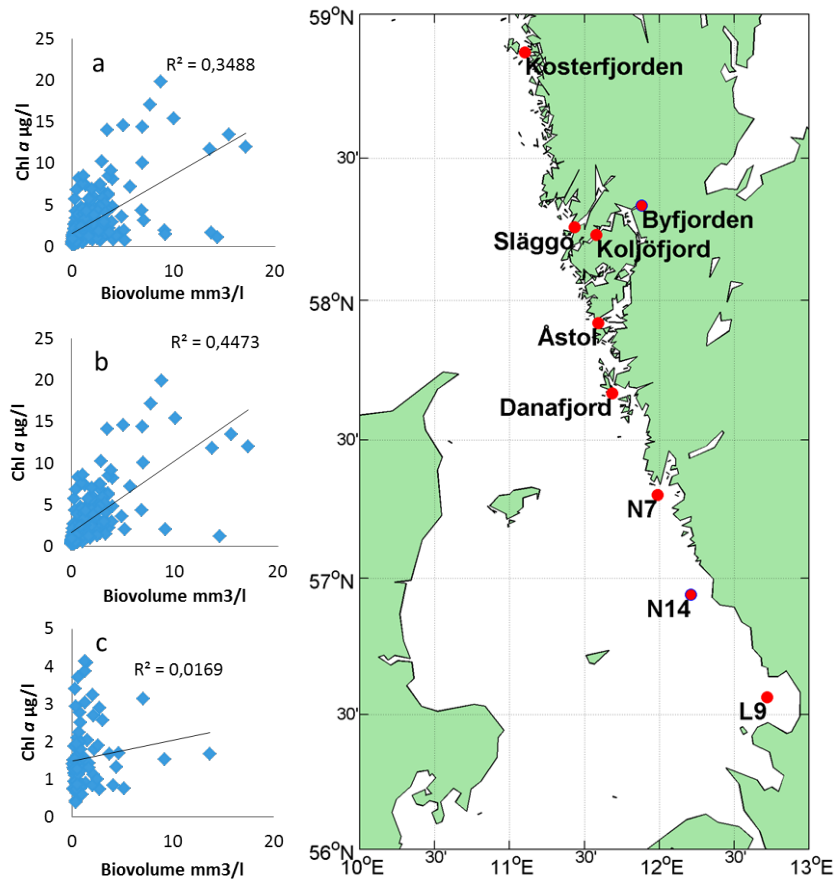 a
R² = 0,3488
25
20
15
10
5
0
Chl a µg/l
0
10
20
Biovolume mm3/l
b
R² = 0,4473
25
20
15
10
5
0
Chl a µg/l
0
10
20
Biovolume mm3/l
c
R² = 0,0169
5
4
3
2
1
0
Chl a µg/l
0
5
10
15
20
Biovolume mm3/l
59°N
30'
58°N
30'
57°N
30'
56°N
10°E
30'
11°E
30'
12°E
30'
13°E
Kosterfjorden
Byfjorden
Släggö
Koljöfjord
Åstol
Danafjord
N7
N14
L9